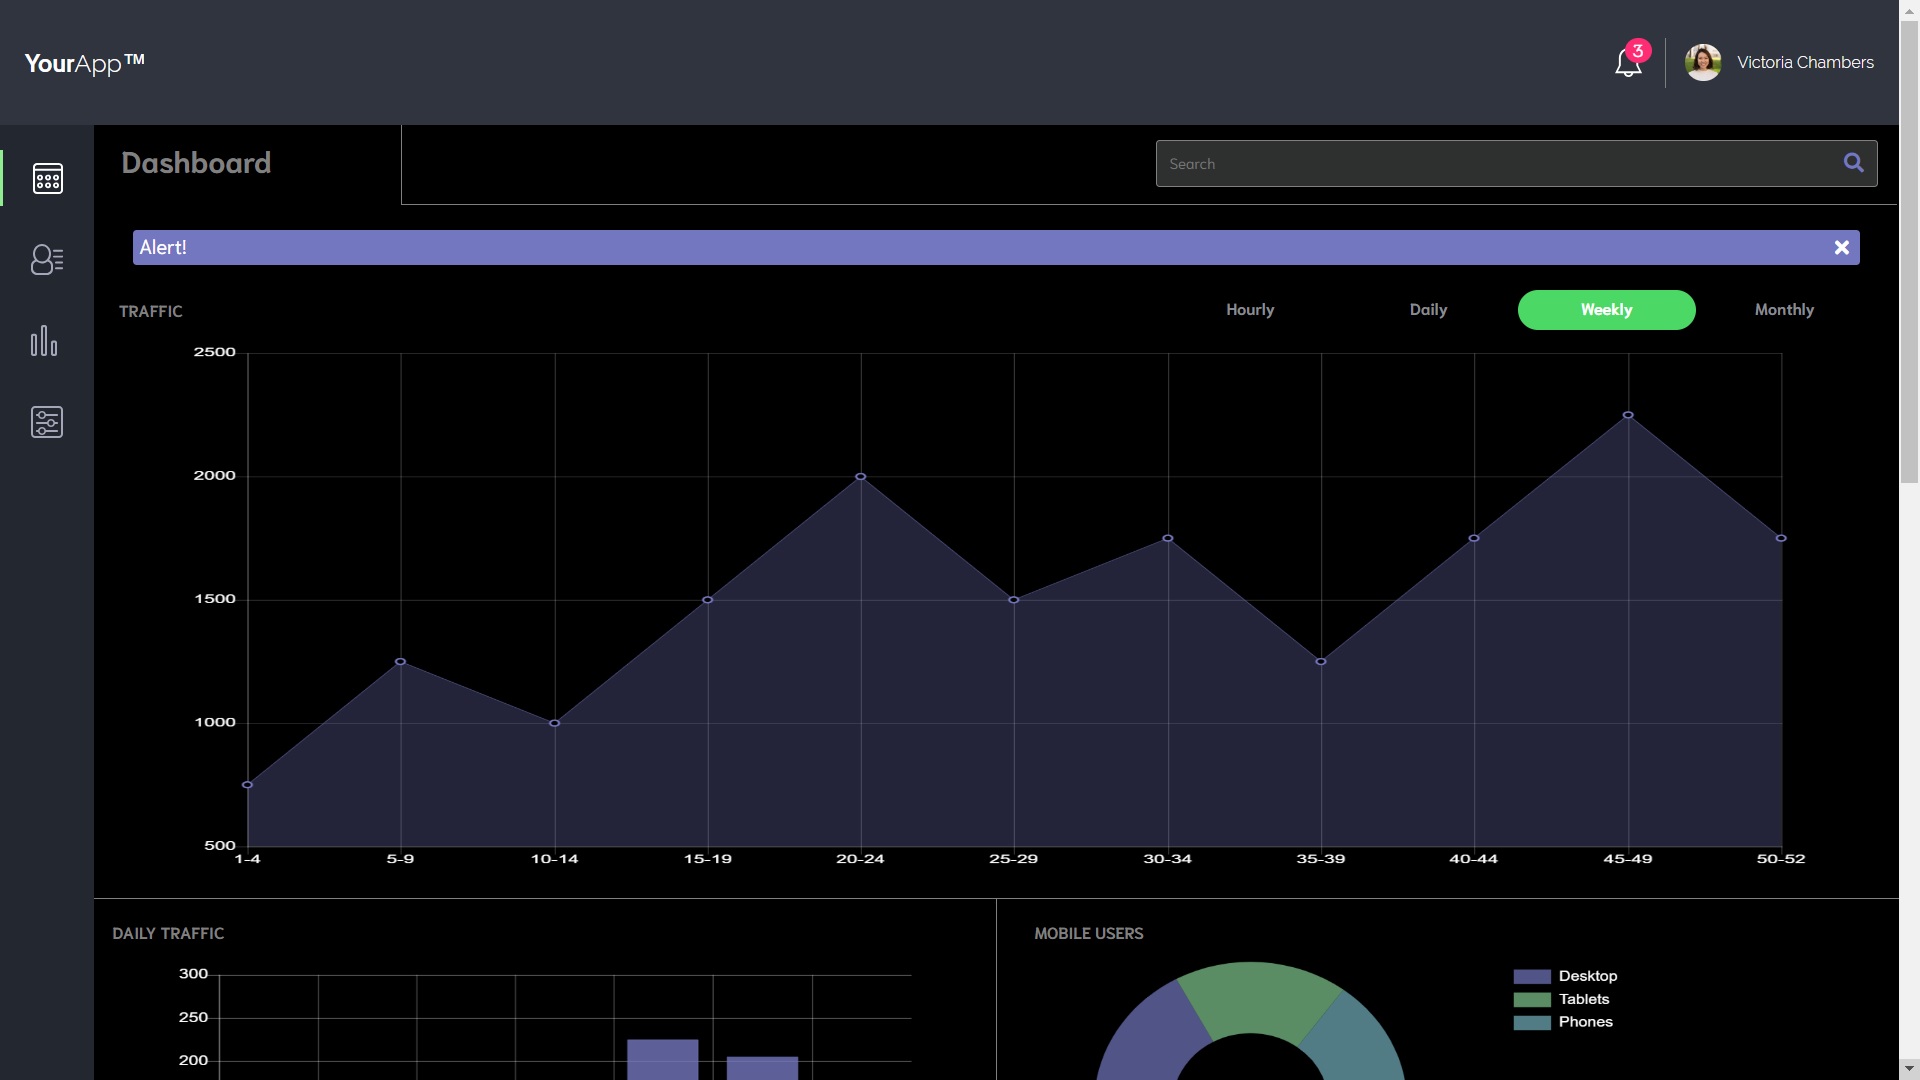 YourApp™
3
Victoria Chambers
Dashboard
Search
Alert!
TRAFFIC
Hourly
Daily
Weekly
Monthly
2500
2000
1500
1000
500
1-4
5-9
10-14
15-19
20-24
25-29
30-34
35-39
40-44
45-49
50-52
DAILY TRAFFIC
300
250
200
MOBILE USERS
Desktop
Tablets
Phones